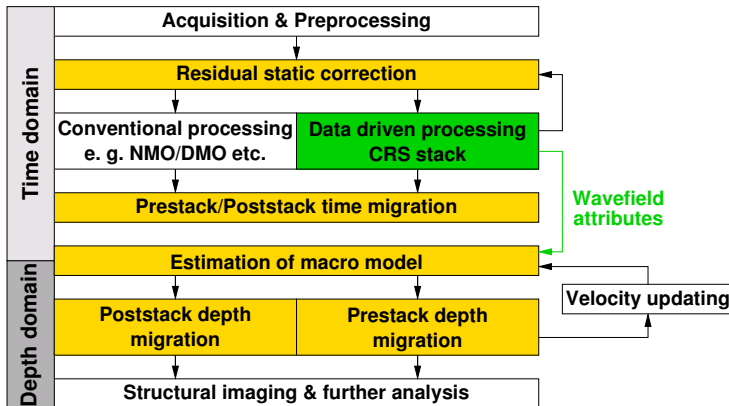 Time domain
Depth domain
Acquisition & Preprocessing
Residual static correction
Conventional processing
e. g. NMO/DMO etc.
Data driven processing
CRS stack
Prestack/Poststack time migration
Wavefield
attributes
Estimation of macro model
Poststack depth
migration
Prestack depth
migration
Velocity updating
Structural imaging & further analysis